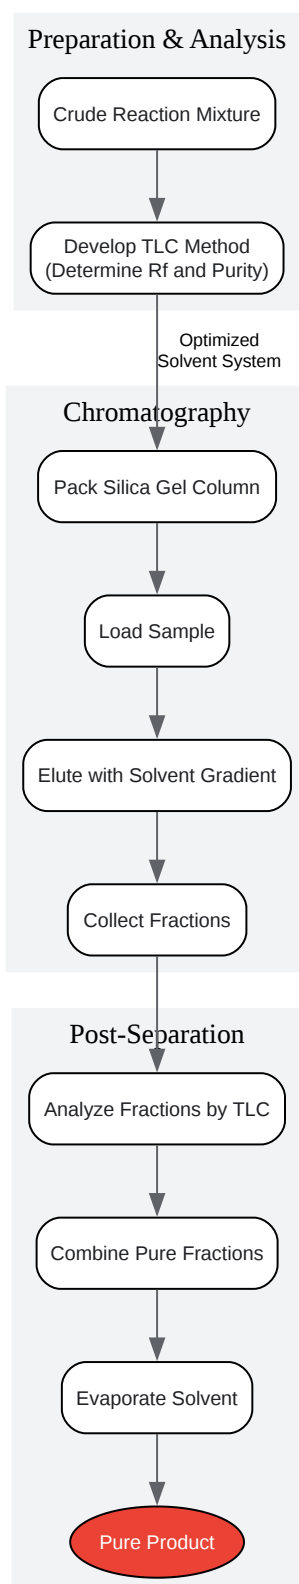 Preparation & Analysis
Crude Reaction Mixture
Develop TLC Method
(Determine Rf and Purity)
Optimized
Solvent System
Chromatography
Pack Silica Gel Column
Load Sample
Elute with Solvent Gradient
Collect Fractions
Post-Separation
Analyze Fractions by TLC
Combine Pure Fractions
Evaporate Solvent
Pure Product